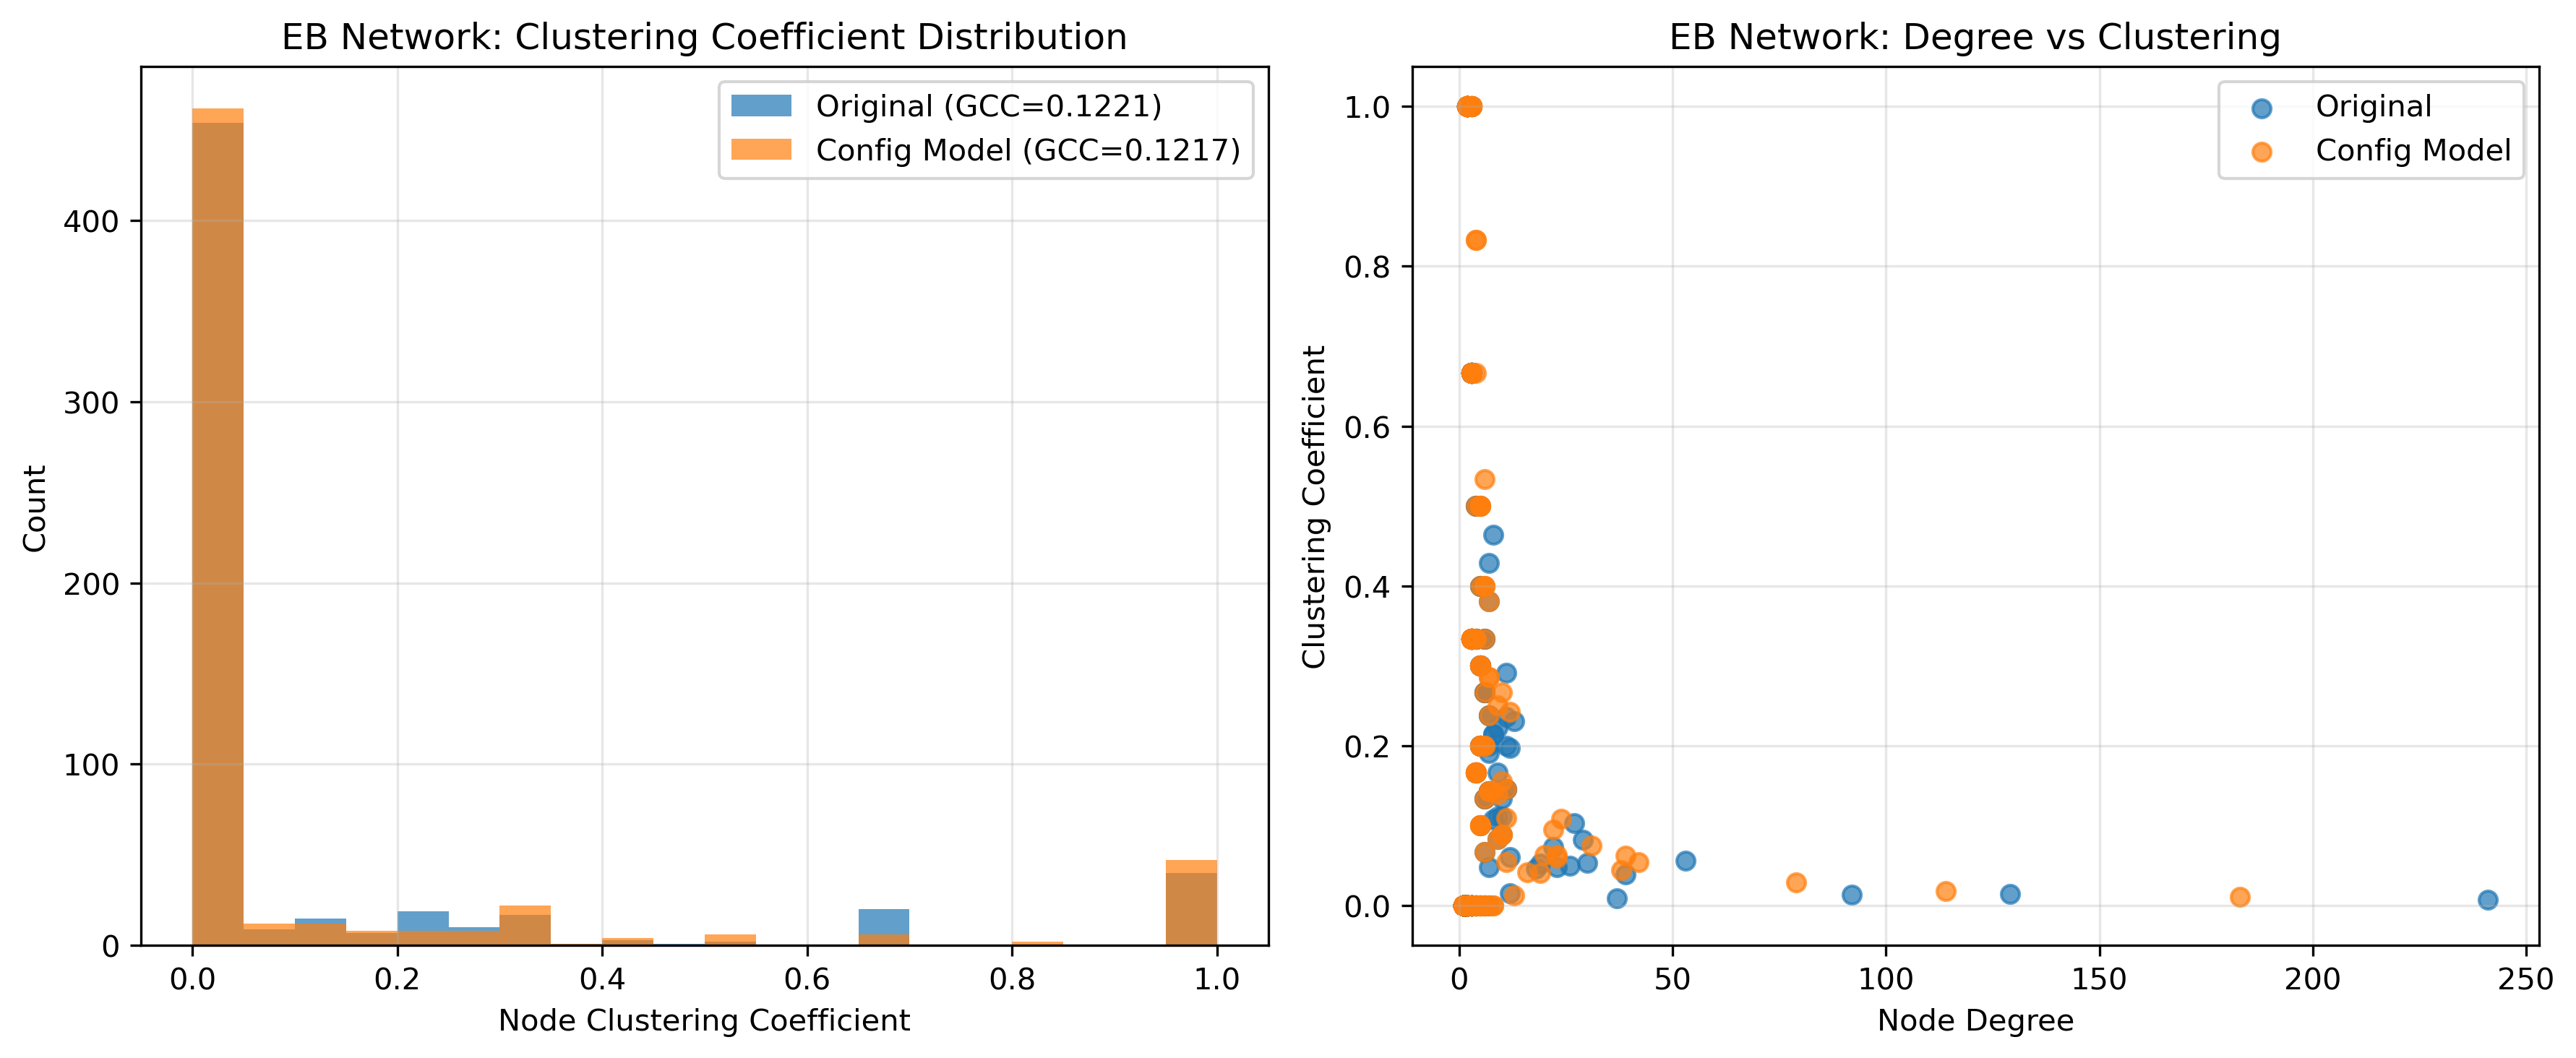 EB Network: Clustering Coefficient Distribution
Original (GCC=0.1221)
Config Model (GCC=0.1217)
Count
400
300
200
100
0
0.0 0.2 0.4 0.6 0.8 1.0
Node Clustering Coefficient
EB Network: Degree vs Clustering
Original
Config Model
Clustering Coefficient
1.0
0.8
0.6
0.4
0.2
0.0
0 50 100 150 200 250
Node Degree